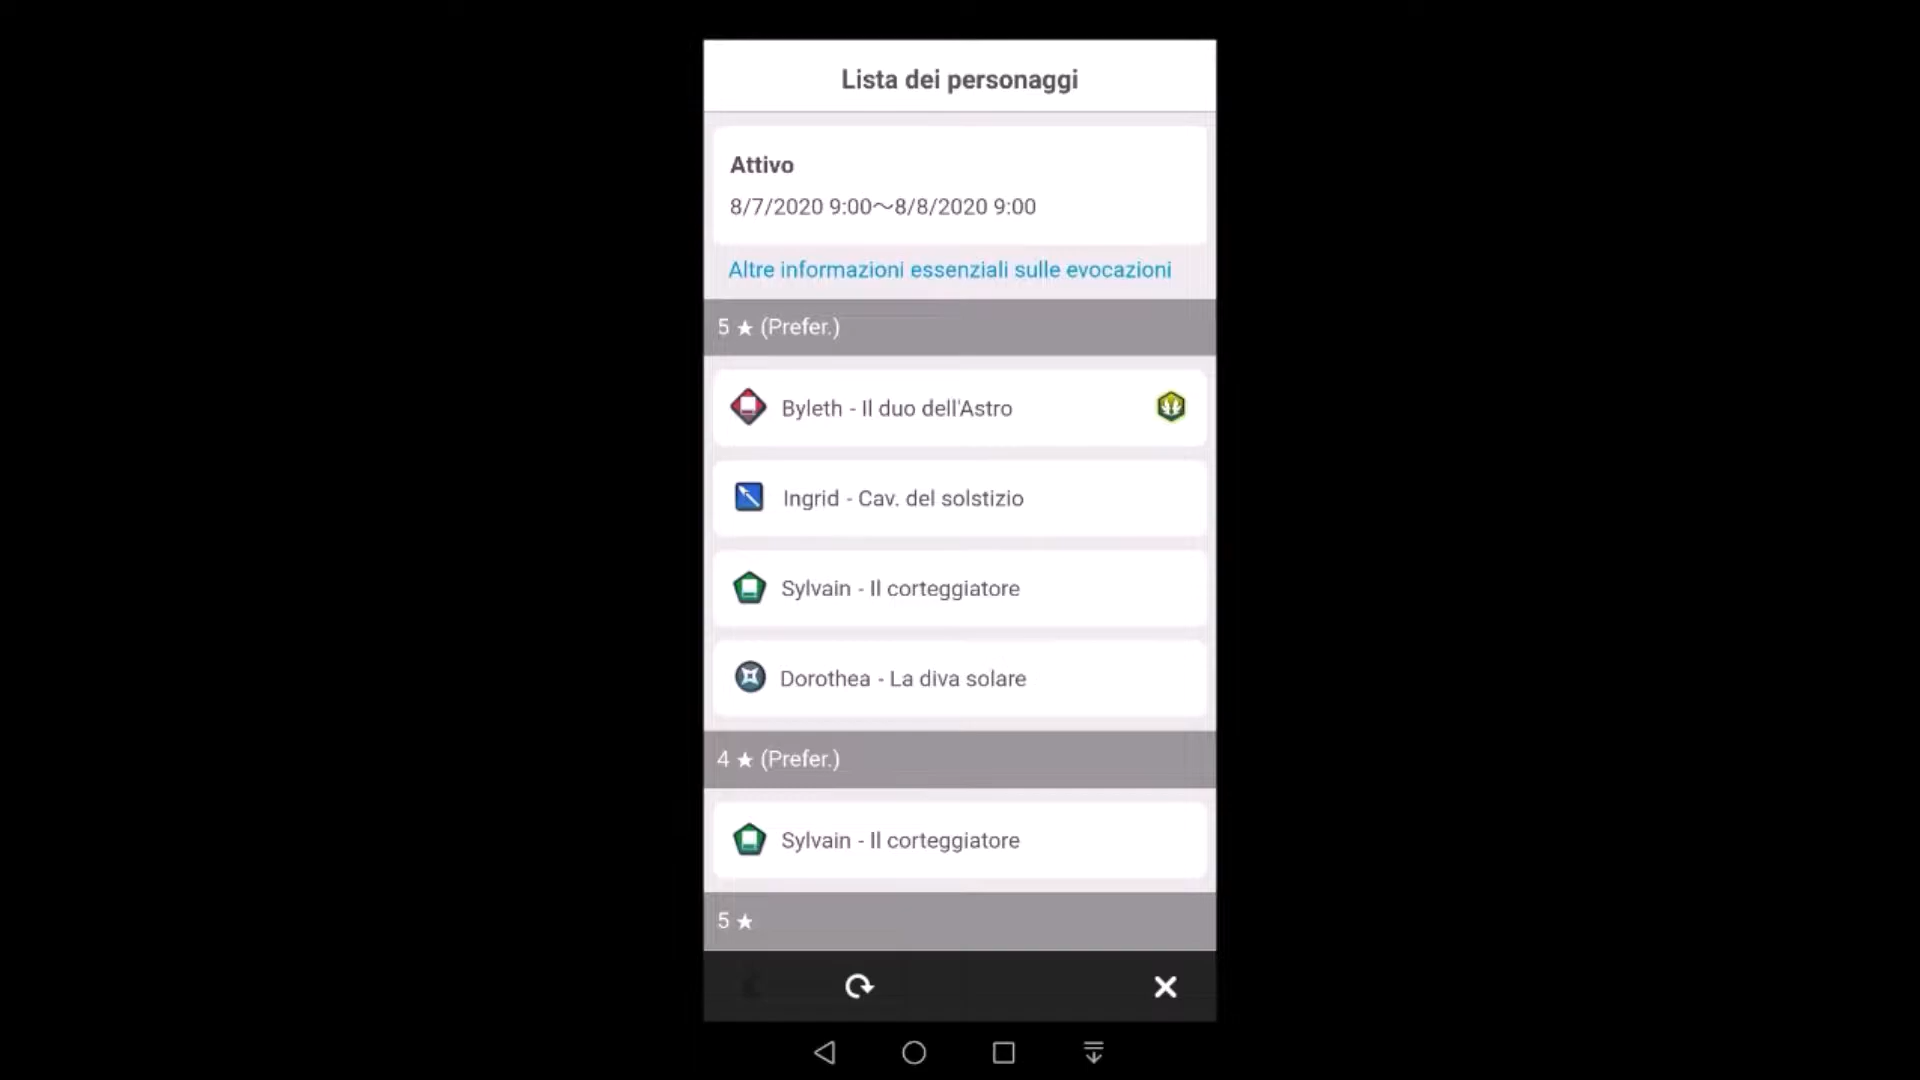 Lista dei personaggi
Attivo
8/7/2020 9:00～8/8/2020 9:00
Altre informazioni essenziali sulle evocazioni
5 ★ (Prefer.)
Byleth - Il duo dell'Astro
Ingrid - Cav. del solstizio
Sylvain - Il corteggiatore
Dorothea - La diva solare
4 ★ (Prefer.)
Sylvain - Il corteggiatore
5 ★